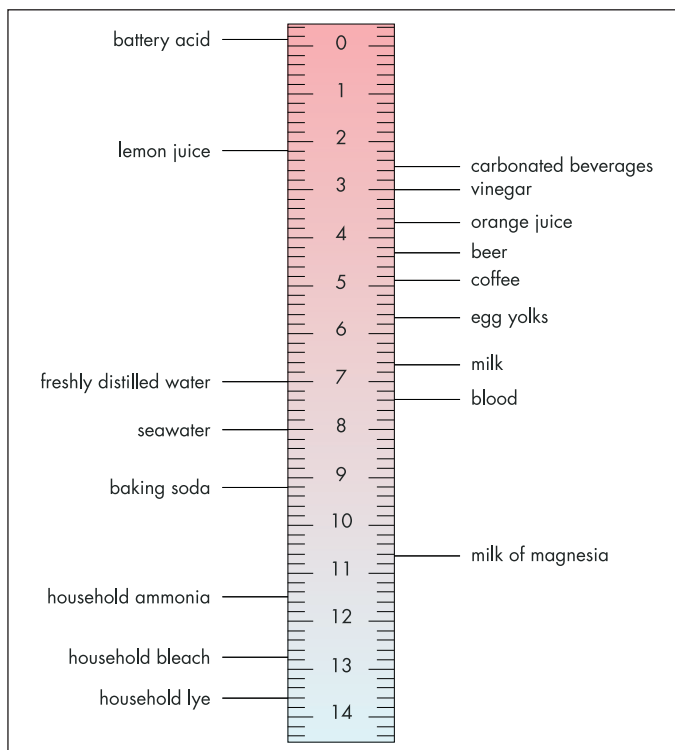 battery acid
0
1
2
lemon juice
carbonated beverages
3
vinegar
orange juice
4
beer
coffee
5
egg yolks
6
milk
7
freshly distilled water
blood
8
seawater
9
baking soda
10
milk of magnesia
11
household ammonia
12
household bleach
13
household lye
14